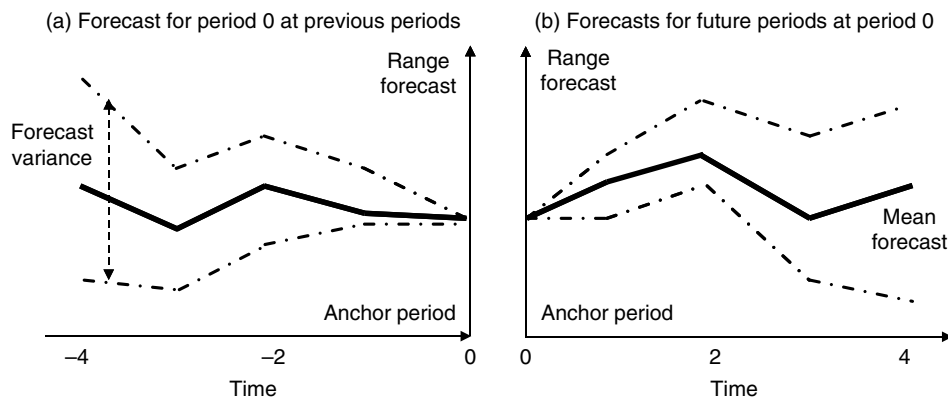 (a) Forecast for period 0 at previous periods
Range
forecast
Forecast
variance
Anchor period
–4
–2
0
Time
(b) Forecasts for future periods at period 0
Range
forecast
Mean
forecast
Anchor period
0
2
4
Time